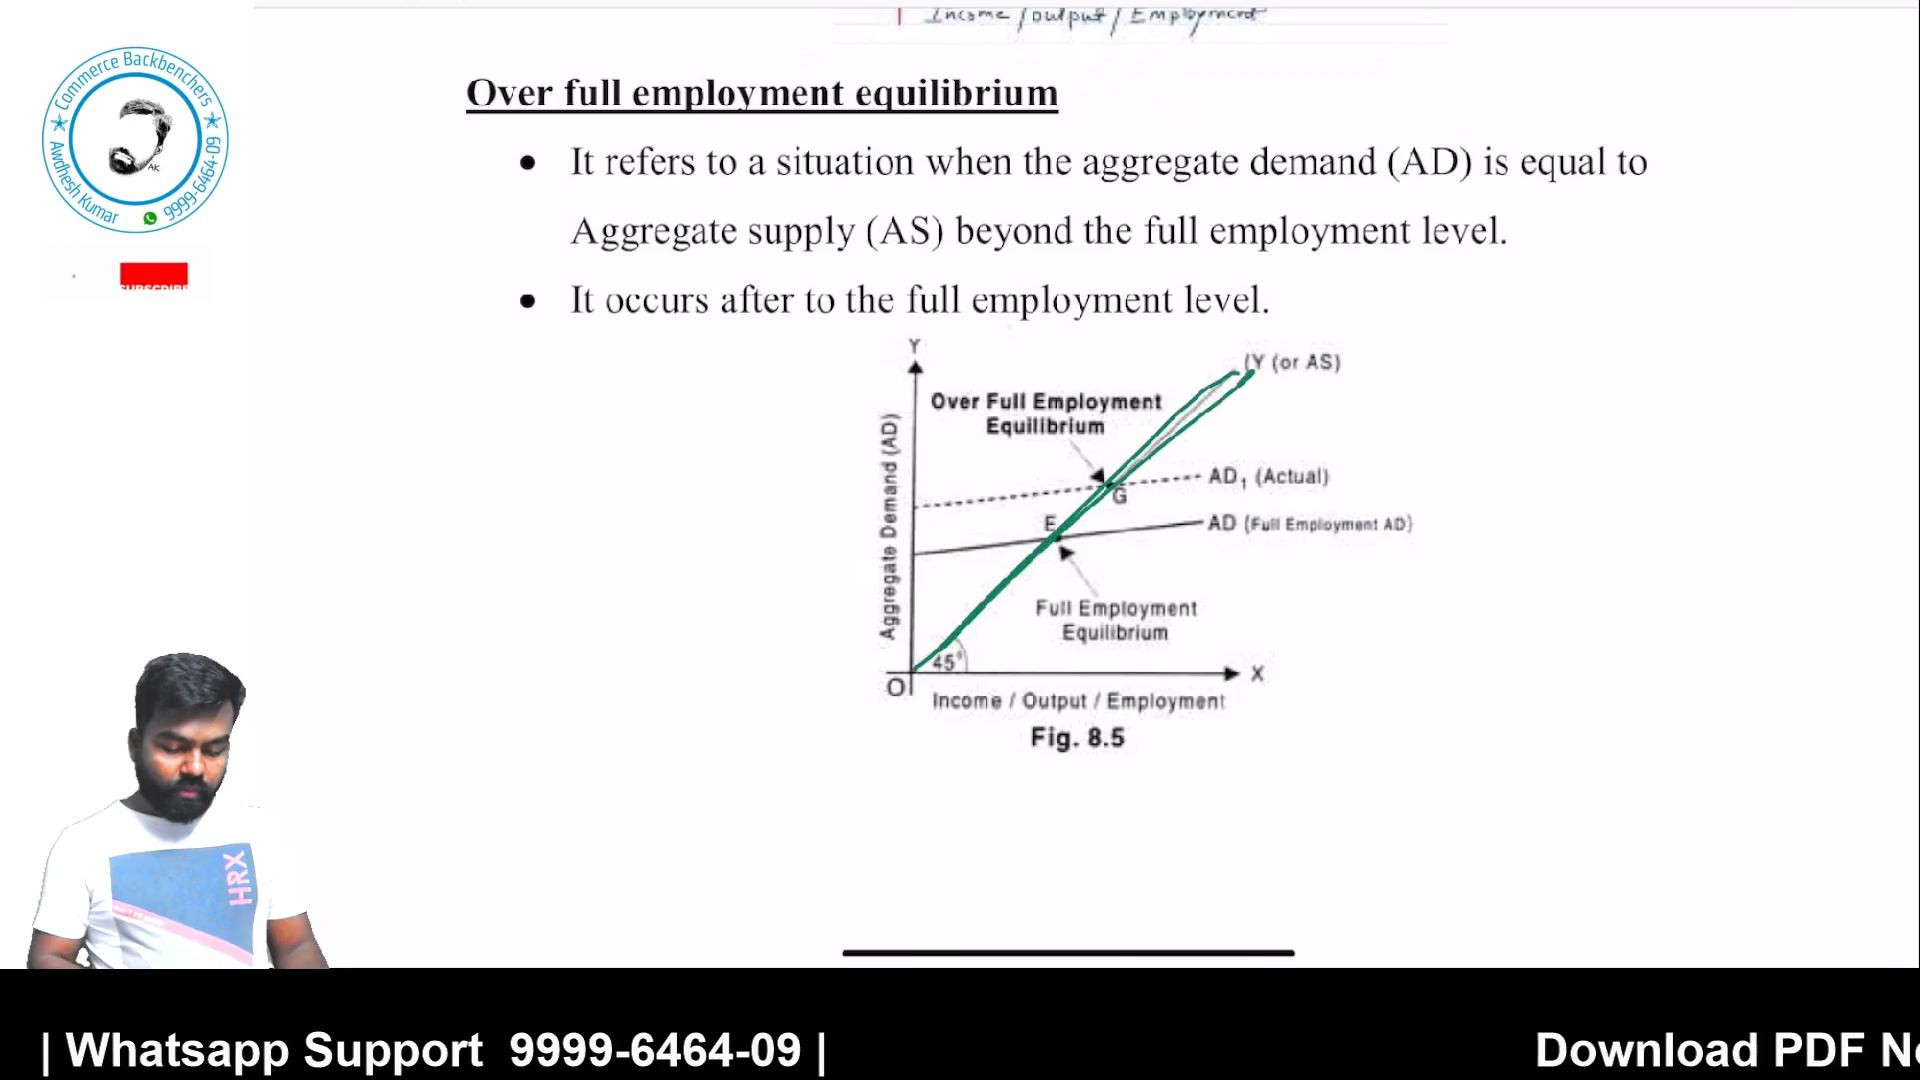 Income / Output / Employment
Commerce Backbenchers
Awdhesh Kumar
9999-6464-09
AK
SUBSCRIBE
Over full employment equilibrium
• It refers to a situation when the aggregate demand (AD) is equal to
Aggregate supply (AS) beyond the full employment level.
• It occurs after to the full employment level.
Y
(Y (or AS)
Over Full Employment
Equilibrium
Aggregate Demand (AD)
AD1 (Actual)
G
E
AD (Full Employment AD)
Full Employment
Equilibrium
45°
O
X
Income / Output / Employment
Fig. 8.5
HRX
| Whatsapp Support 9999-6464-09 |
Download PDF N